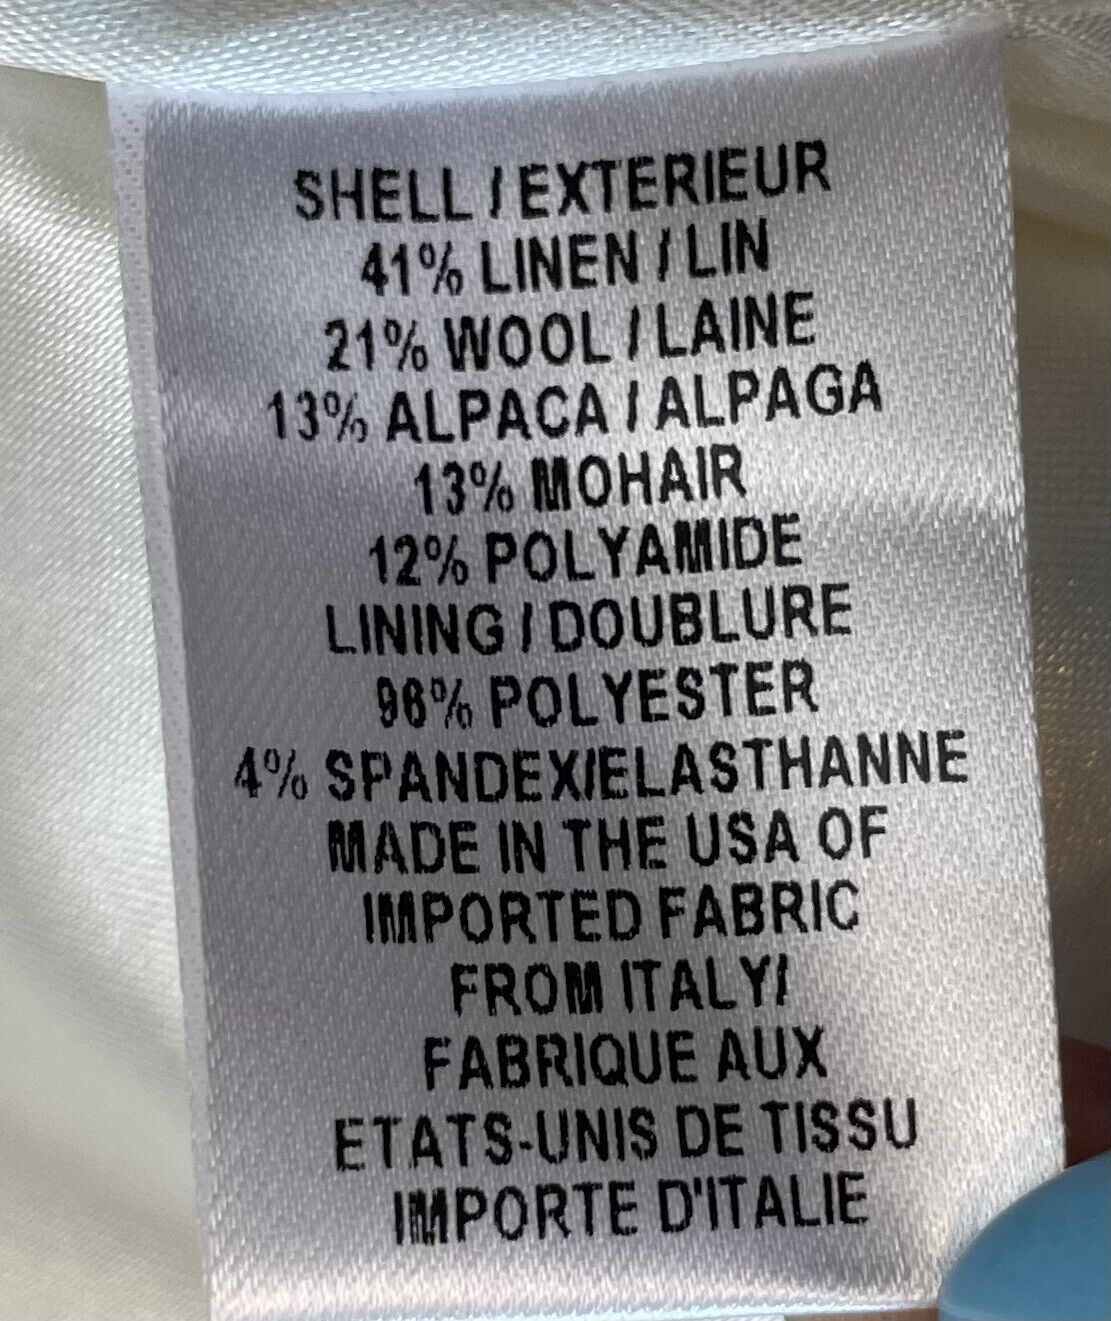 SHELL / EXTERIEUR
41% LINEN / LIN
21% WOOL / LAINE
13% ALPACA / ALPAGA
13% MOHAIR
12% POLYAMIDE
LINING / DOUBLURE
96% POLYESTER
4% SPANDEX/ELASTHANNE
MADE IN THE USA OF
IMPORTED FABRIC
FROM ITALY/
FABRIQUE AUX
ETATS-UNIS DE TISSU
IMPORTE D'ITALIE